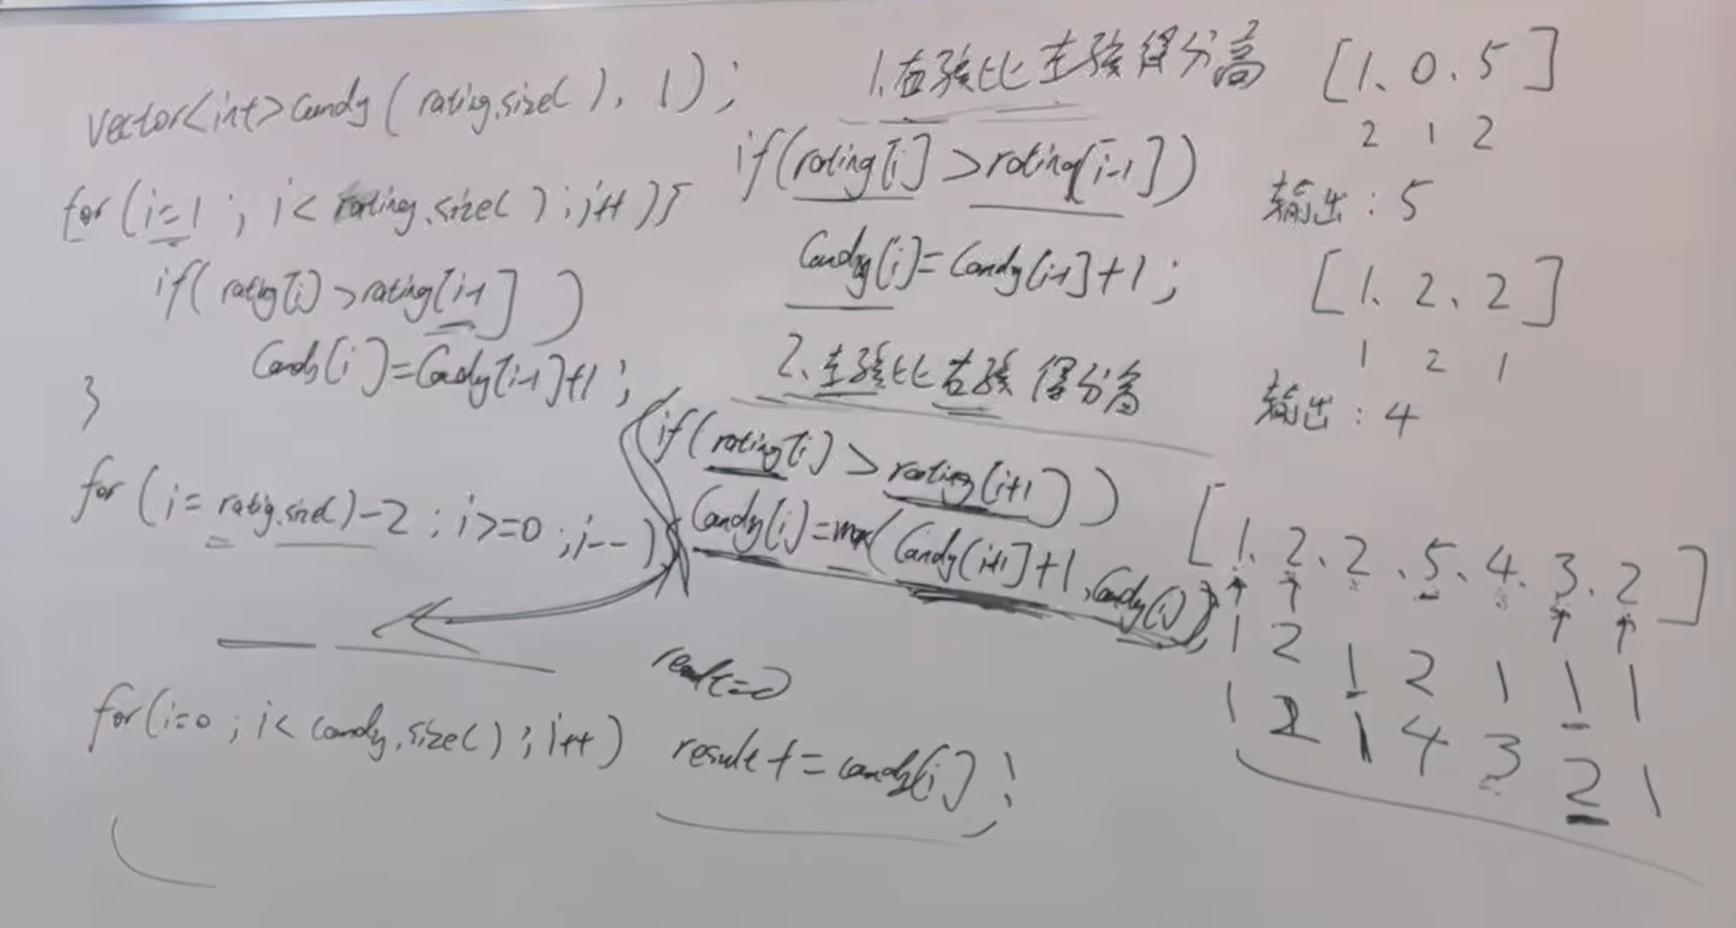 vector<int> candy(rating.size(), 1);
for(i=1; i<rating.size(); i++){
if(rating[i]>rating[i-1])
Candy[i]=Candy[i-1]+1;
}
for(i=rating.size()-2; i>=0; i--)
for(i=0; i<candy.size(); i++)
result=0
result+=candy[i];
1.右孩比左孩得分高
if(rating[i]>rating[i-1])
Candy[i]=Candy[i-1]+1;
2.左孩比右孩得分高
if(rating[i]>rating[i+1])
Candy[i]=max(Candy[i+1]+1,Candy[i]);
[1、0、5]
2 1 2
输出:5
[1、2、2]
1 2 1
输出:4
[1、2、2、5、4、3、2]
1 2 1 2 1 1 1
1 2 1 4 3 2 1